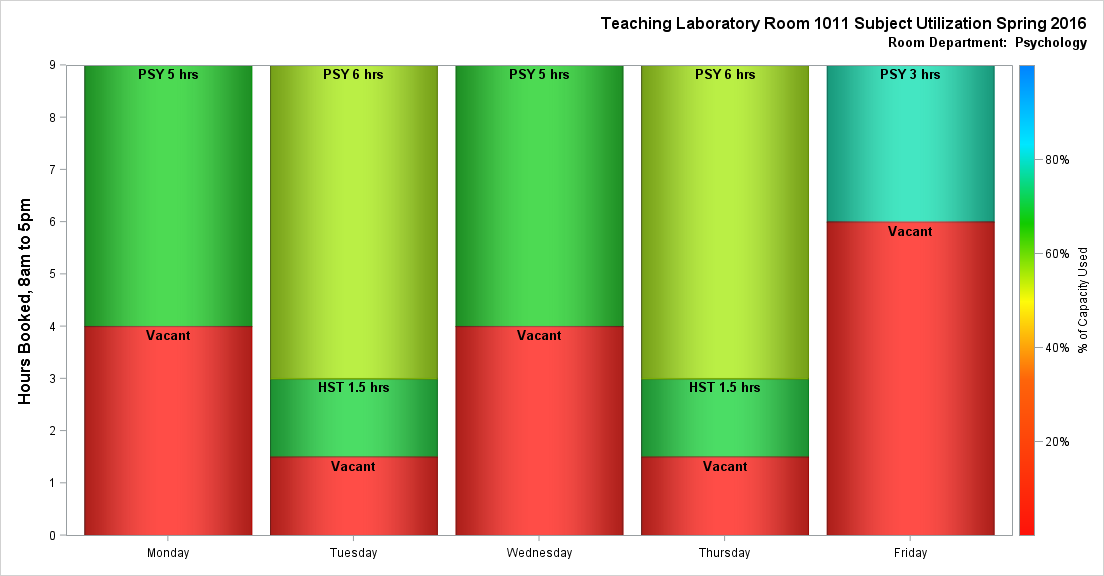 Teaching Laboratory Room 1011 Subject Utilization Spring 2016
Room Department: Psychology
Hours Booked, 8am to 5pm
9
8
7
6
5
4
3
2
1
0
PSY 5 hrs
Vacant
PSY 6 hrs
HST 1.5 hrs
Vacant
PSY 5 hrs
Vacant
PSY 6 hrs
HST 1.5 hrs
Vacant
PSY 3 hrs
Vacant
Monday
Tuesday
Wednesday
Thursday
Friday
80%
60%
40%
20%
% of Capacity Used